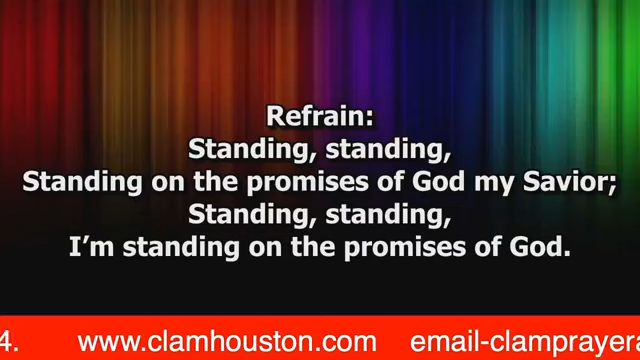 Refrain:
Standing, standing,
Standing on the promises of God my Savior;
Standing, standing,
I'm standing on the promises of God.
4. www.clamhouston.com email-clamprayer